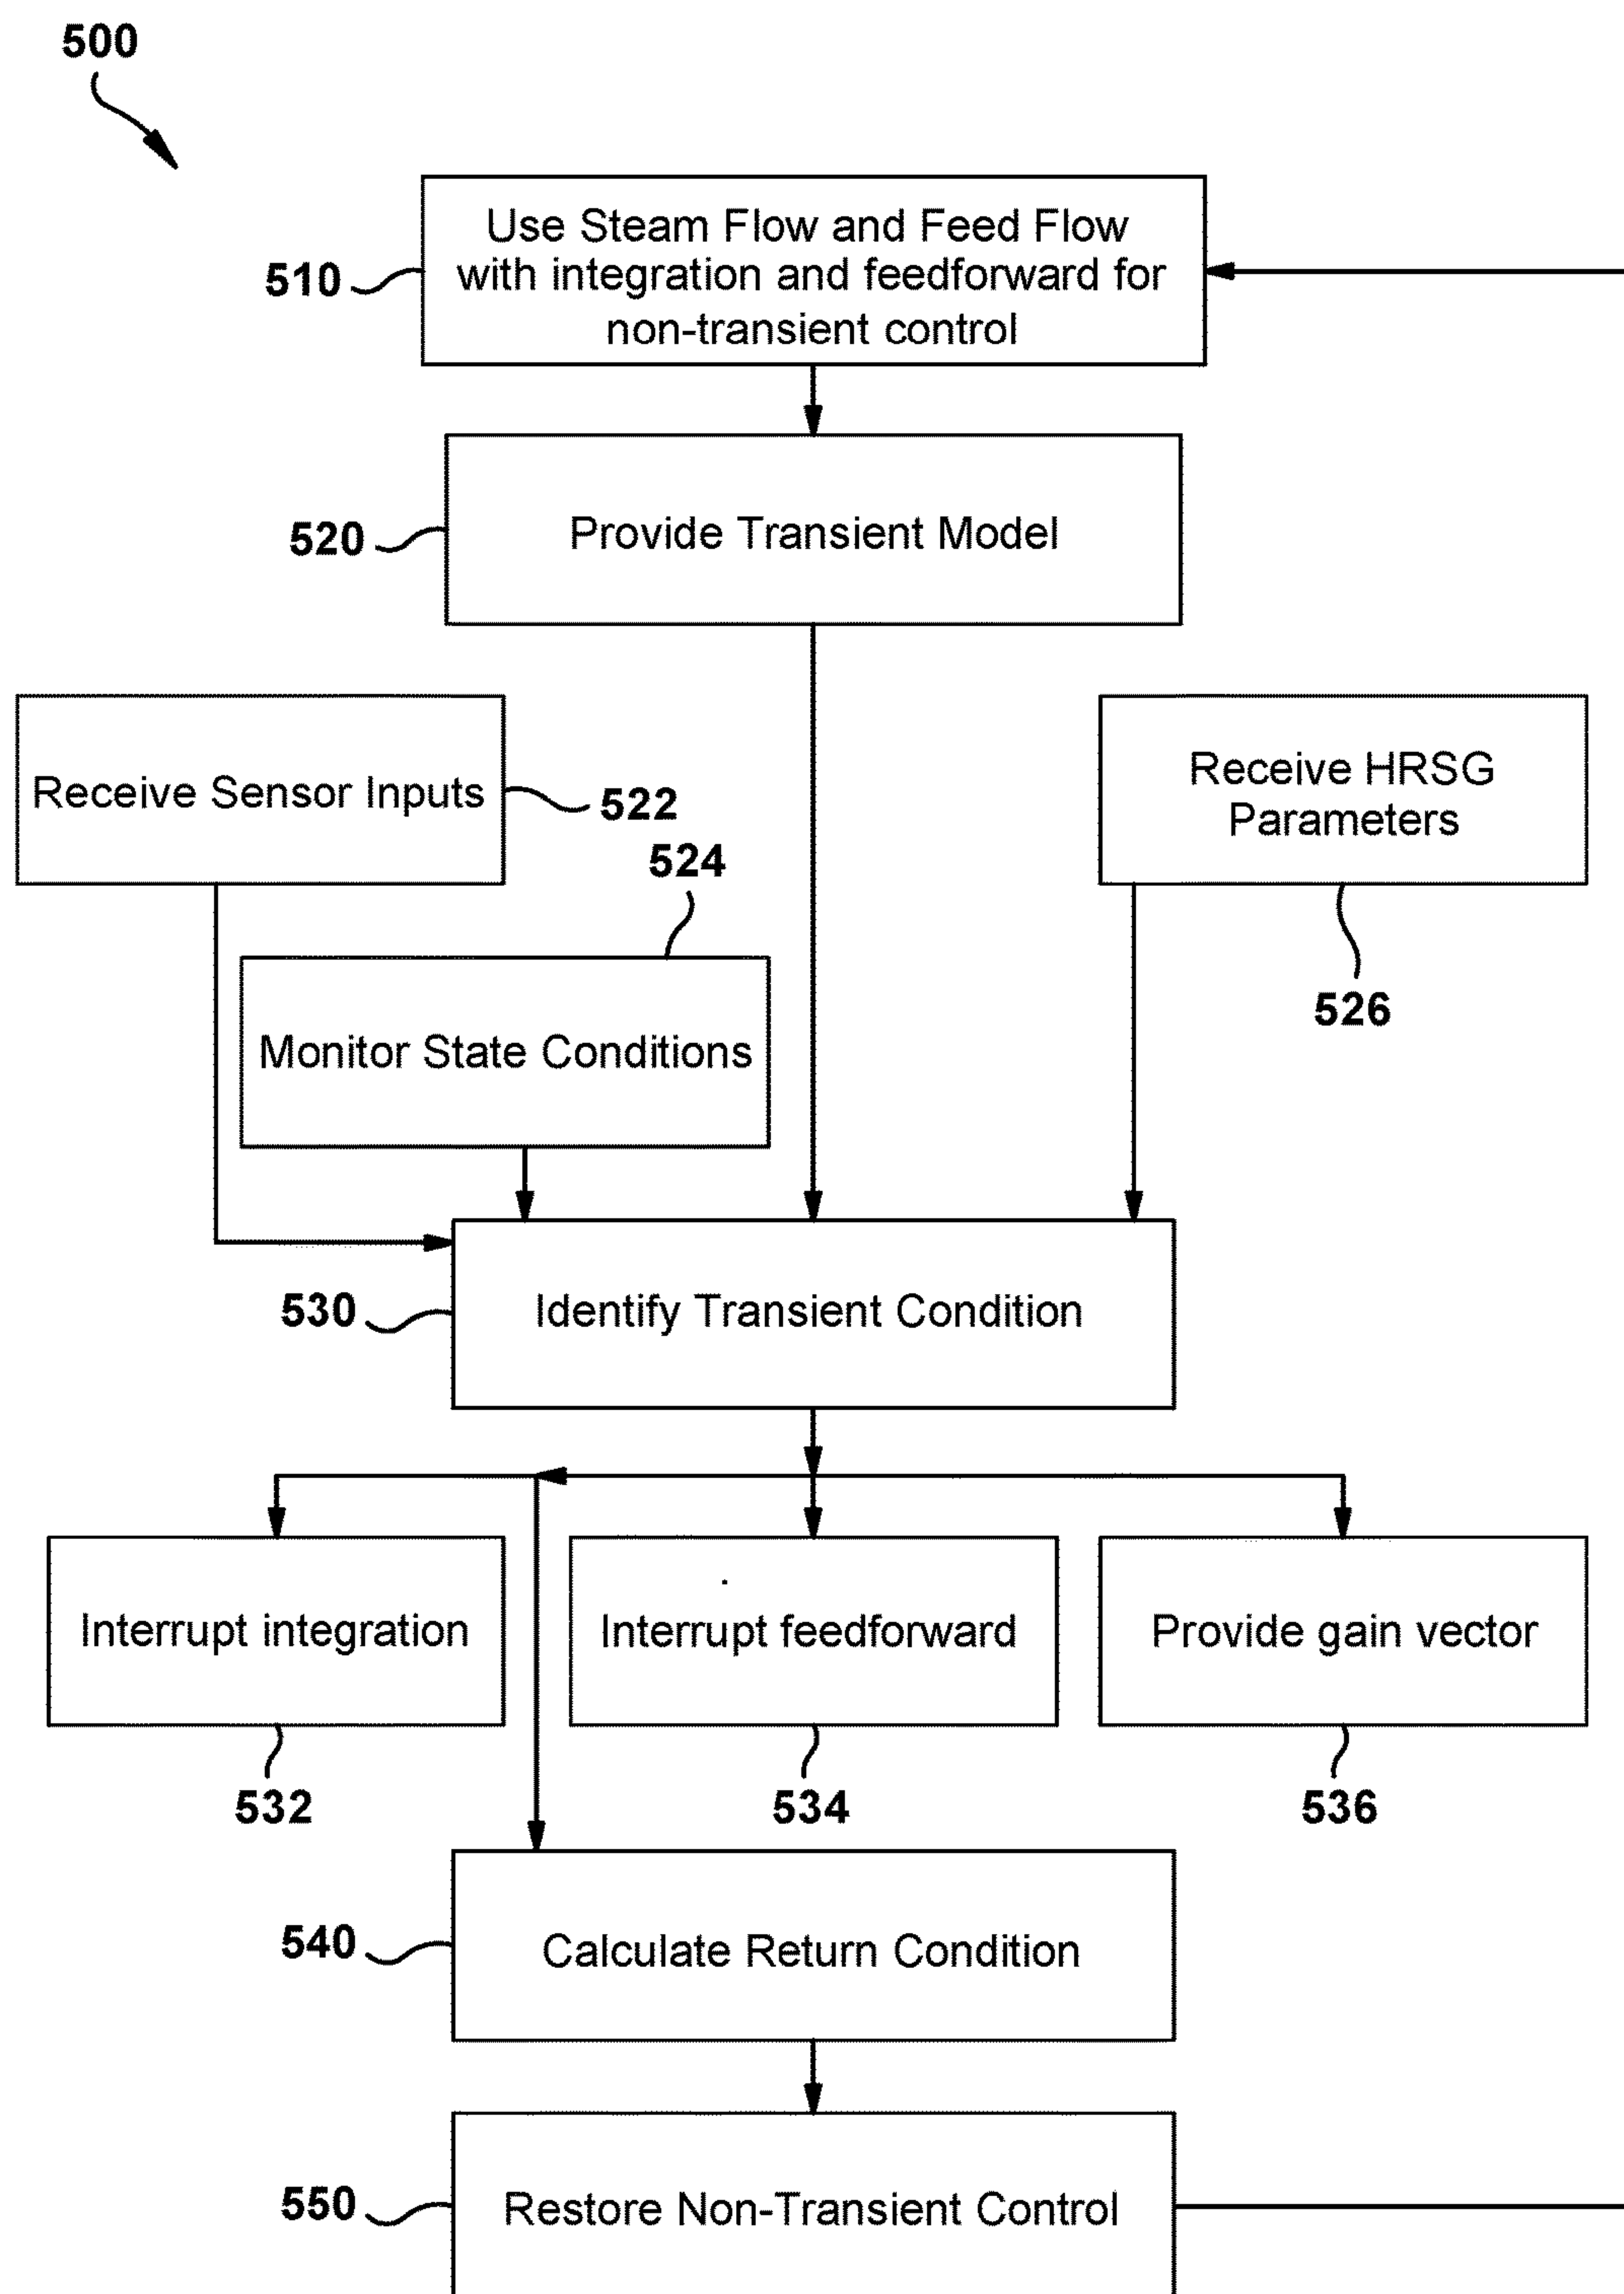 500
Use Steam Flow and Feed Flow
with integration and feedforward for
non-transient control
510
Provide Transient Model
520
Receive Sensor Inputs
522
Receive HRSG
Parameters
524
Monitor State Conditions
526
Identify Transient Condition
530
Interrupt integration
Interrupt feedforward
Provide gain vector
532
534
536
Calculate Return Condition
540
Restore Non-Transient Control
550